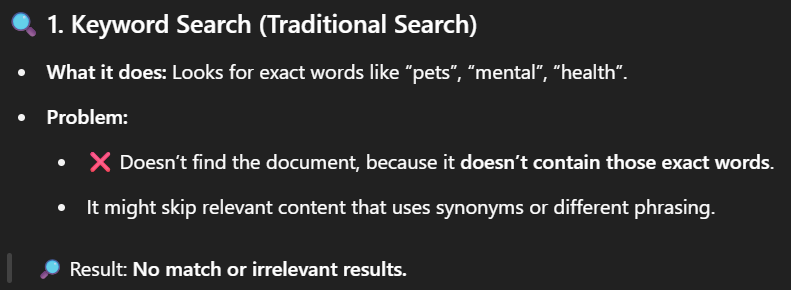 🔍 1. Keyword Search (Traditional Search)
• What it does: Looks for exact words like “pets”, “mental”, “health”.
• Problem:
• ❌ Doesn’t find the document, because it doesn’t contain those exact words.
• It might skip relevant content that uses synonyms or different phrasing.
🔎 Result: No match or irrelevant results.